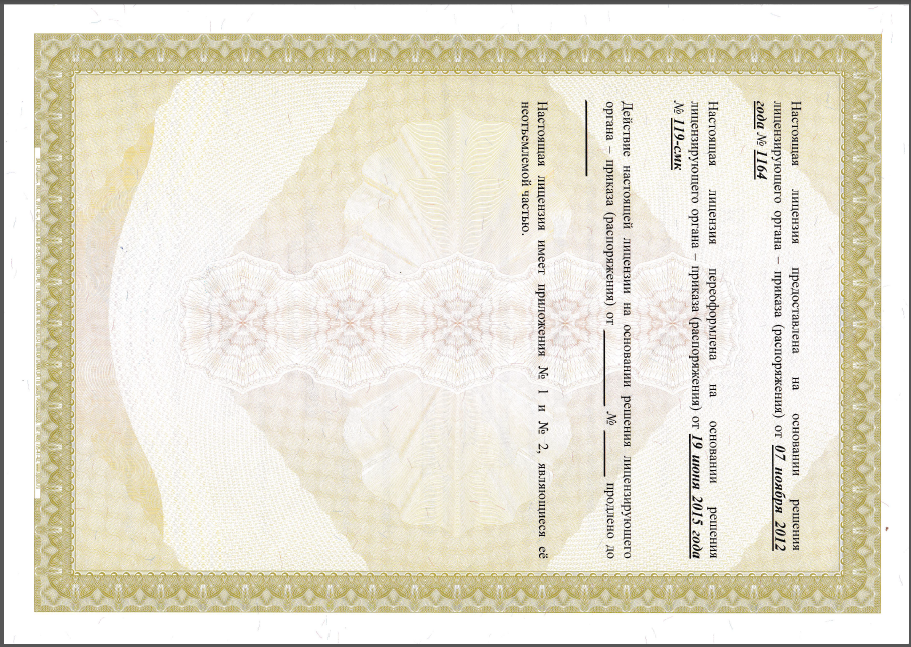 Настоящая лицензия предоставлена на основании решения
лицензирующего органа – приказа (распоряжения) от 07 ноября 2012
года № 1164
Настоящая лицензия переоформлена на основании решения
лицензирующего органа – приказа (распоряжения) от 19 июня 2015 года
№ 119-смк
Действие настоящей лицензии на основании решения лицензирующего
органа – приказа (распоряжения) от ________ № _____ продлено до
________
Настоящая лицензия имеет приложения № 1 и № 2, являющиеся её
неотъемлемой частью.